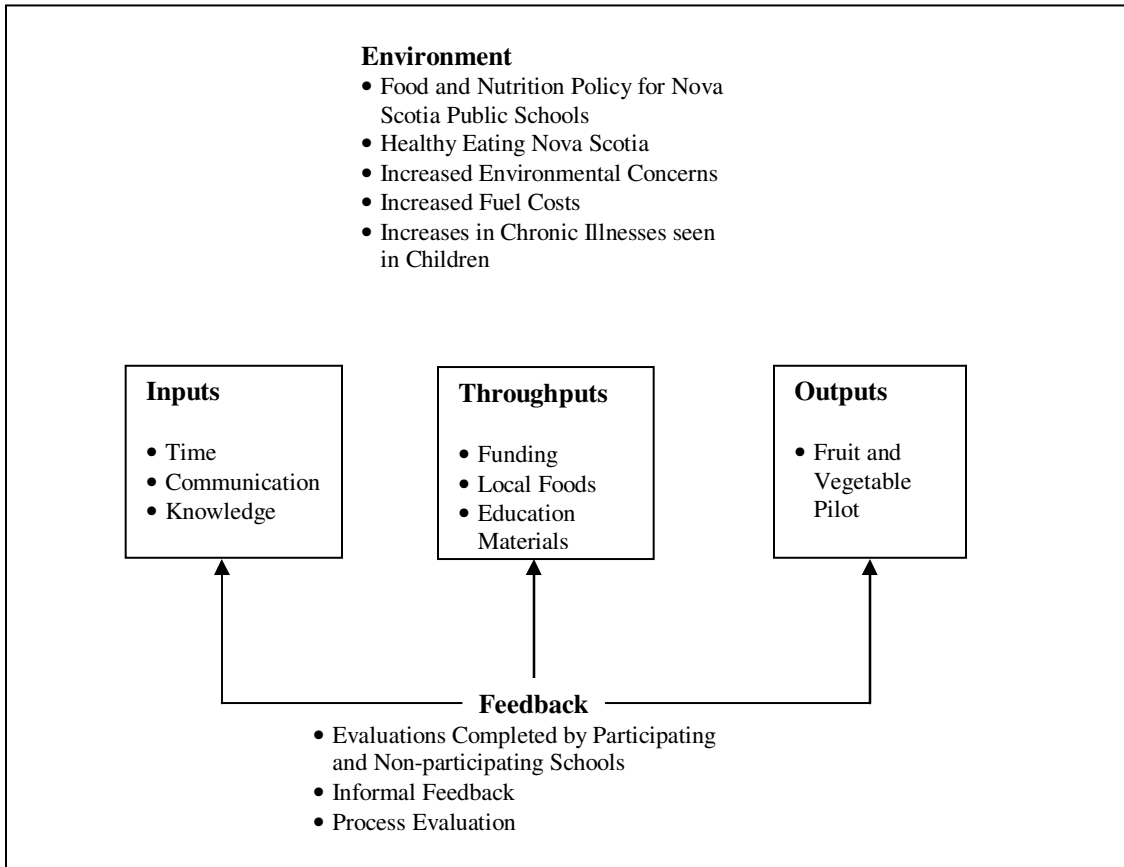 Environment
• Food and Nutrition Policy for Nova
Scotia Public Schools
• Healthy Eating Nova Scotia
• Increased Environmental Concerns
• Increased Fuel Costs
• Increases in Chronic Illnesses seen
in Children
Inputs
• Time
• Communication
• Knowledge
Throughputs
• Funding
• Local Foods
• Education
Materials
Outputs
• Fruit and
Vegetable
Pilot
Feedback
• Evaluations Completed by Participating
and Non-participating Schools
• Informal Feedback
• Process Evaluation